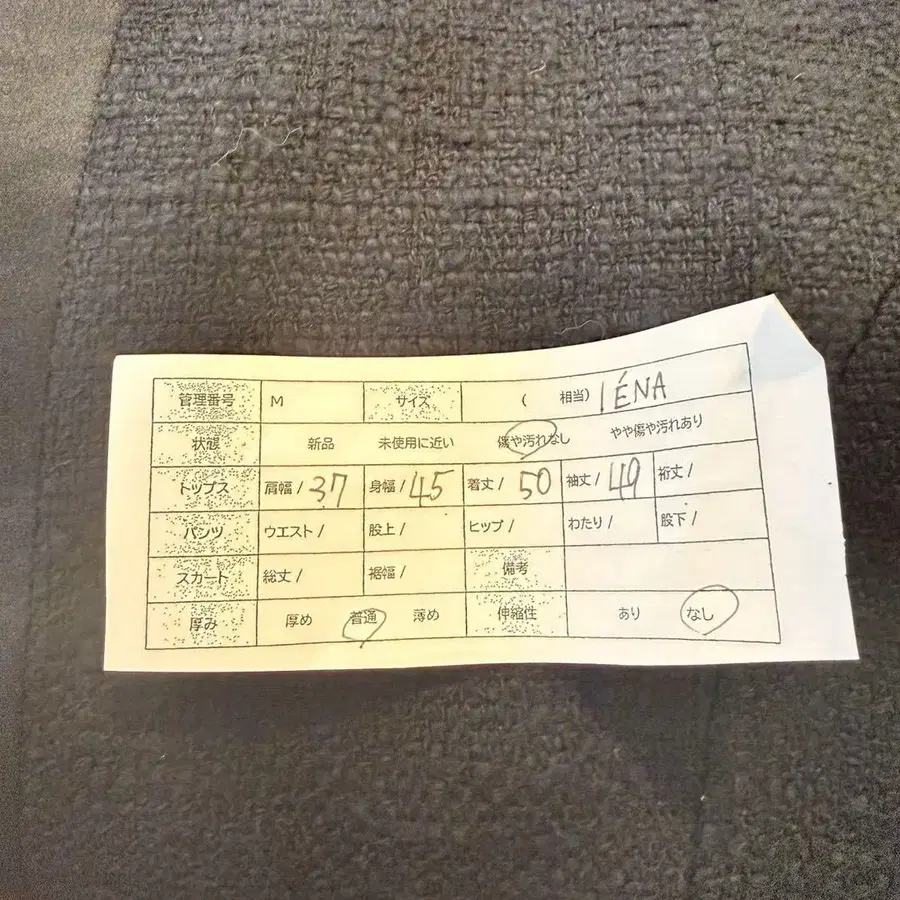 管理番号 M サイズ ( 相当) IÉNA
状態 新品 未使用に近い 傷や汚れなし やや傷や汚れあり
トップス 肩幅 / 37 身幅 / 45 着丈 / 50 袖丈 / 49 裄丈 /
パンツ ウエスト / 股上 / ヒップ / わたり / 股下 /
スカート 総丈 / 裾幅 / 備考
厚み 厚め 普通 薄め 伸縮性 あり なし